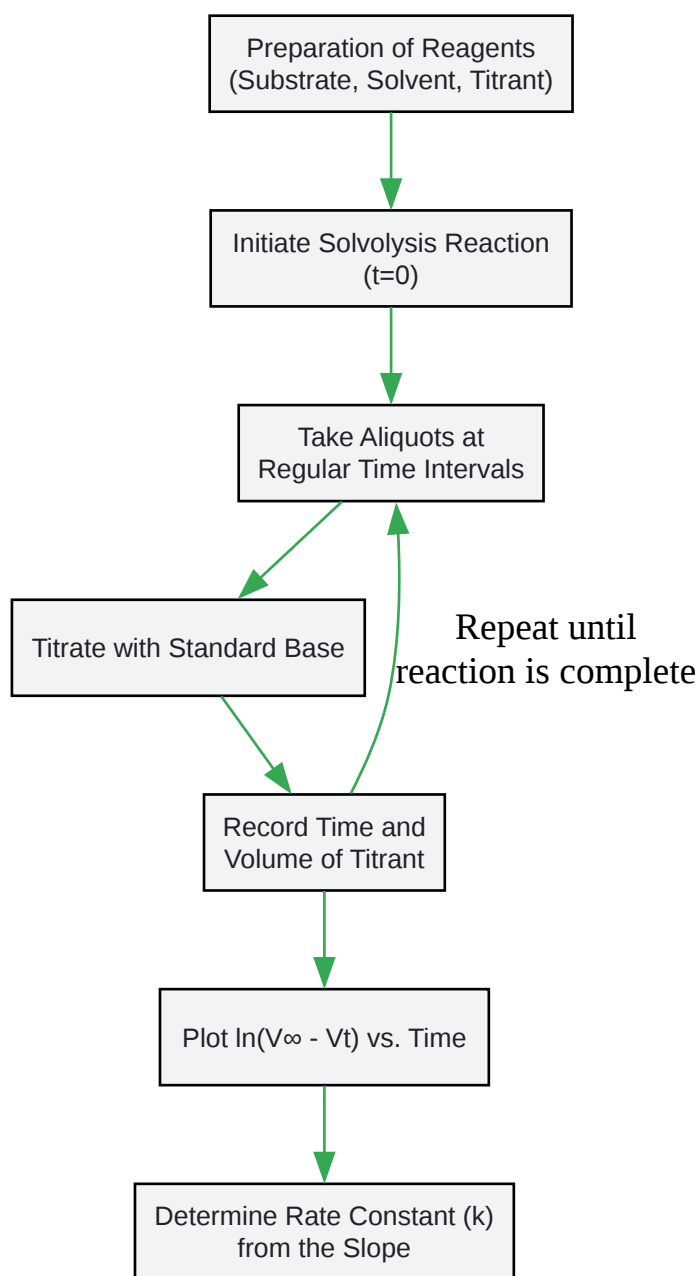 Preparation of Reagents
(Substrate, Solvent, Titrant)
Initiate Solvolysis Reaction
(t=0)
Take Aliquots at
Regular Time Intervals
Titrate with Standard Base
Repeat until
reaction is complete
Record Time and
Volume of Titrant
Plot ln(V∞ - Vt) vs. Time
Determine Rate Constant (k)
from the Slope